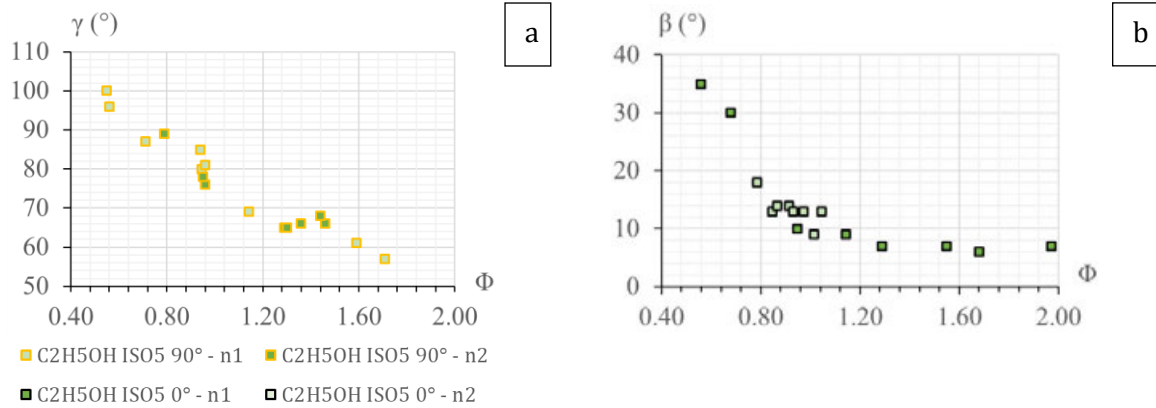 γ (°)
a
110
100
90
80
70
60
50
Φ
0.40 0.80 1.20 1.60 2.00
β (°)
b
40
30
20
10
0
Φ
0.40 0.80 1.20 1.60 2.00
C2H5OH ISO5 90° - n1 C2H5OH ISO5 90° - n2
C2H5OH ISO5 0° - n1 C2H5OH ISO5 0° - n2